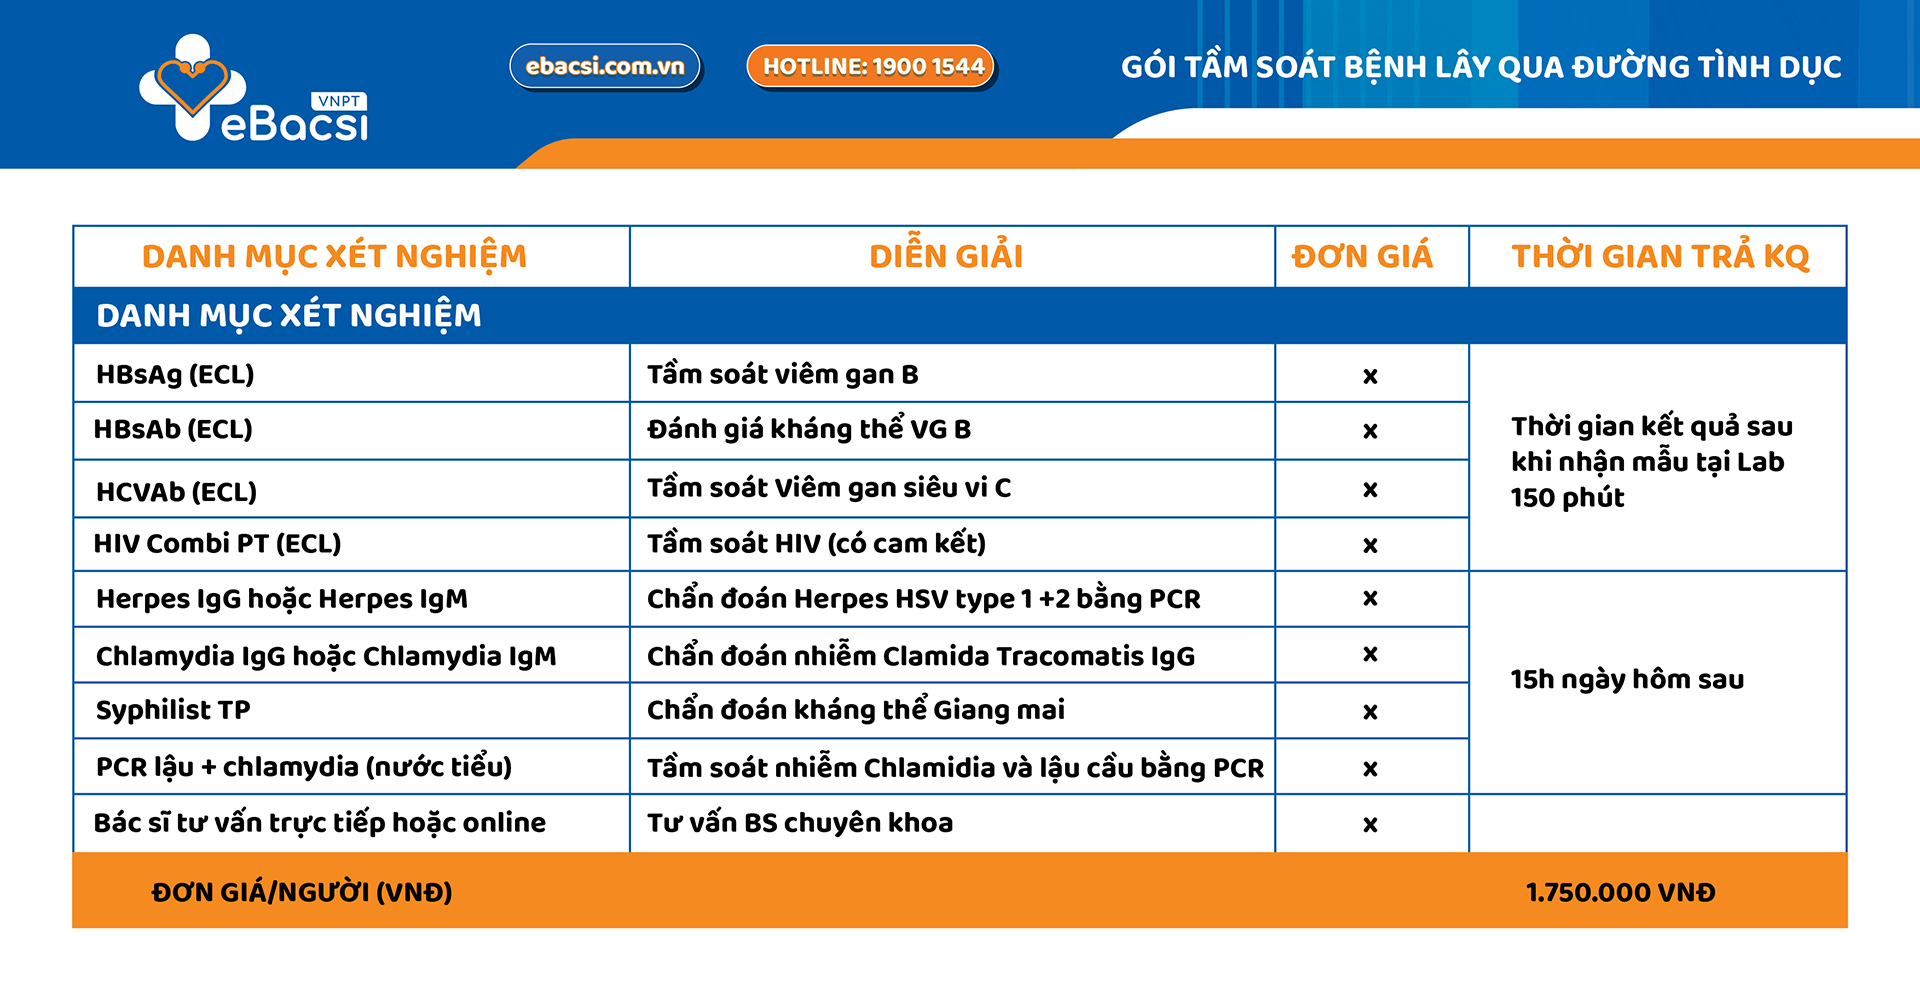 VNPT
eBacsi
ebacsi.com.vn
HOTLINE: 1900 1544
GÓI TẦM SOÁT BỆNH LÂY QUA ĐƯỜNG TÌNH DỤC
DANH MỤC XÉT NGHIỆM
DIỄN GIẢI
ĐƠN GIÁ
THỜI GIAN TRẢ KQ
DANH MỤC XÉT NGHIỆM
HBsAg (ECL)
Tầm soát viêm gan B
x
HBsAb (ECL)
Đánh giá kháng thể VG B
x
HCVAb (ECL)
Tầm soát Viêm gan siêu vi C
x
HIV Combi PT (ECL)
Tầm soát HIV (có cam kết)
x
Thời gian kết quả sau
khi nhận mẫu tại Lab
150 phút
Herpes IgG hoặc Herpes IgM
Chẩn đoán Herpes HSV type 1 +2 bằng PCR
x
Chlamydia IgG hoặc Chlamydia IgM
Chẩn đoán nhiễm Clamida Tracomatis IgG
x
Syphilist TP
Chẩn đoán kháng thể Giang mai
x
PCR lậu + chlamydia (nước tiểu)
Tầm soát nhiễm Chlamidia và lậu cầu bằng PCR
x
15h ngày hôm sau
Bác sĩ tư vấn trực tiếp hoặc online
Tư vấn BS chuyên khoa
x
ĐƠN GIÁ/NGƯỜI (VNĐ)
1.750.000 VNĐ